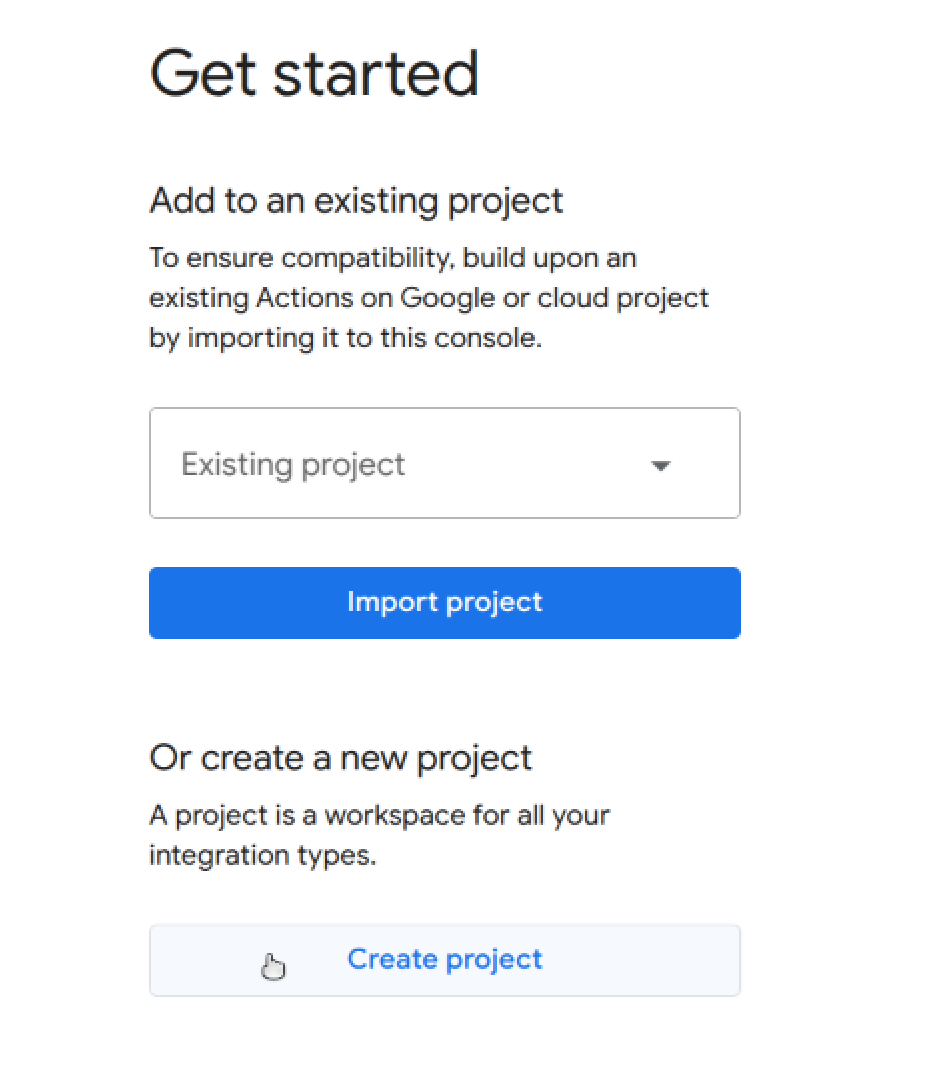 Get started
Add to an existing project
To ensure compatibility, build upon an
existing Actions on Google or cloud project
by importing it to this console.
Existing project
Import project
Or create a new project
A project is a workspace for all your
integration types.
Create project